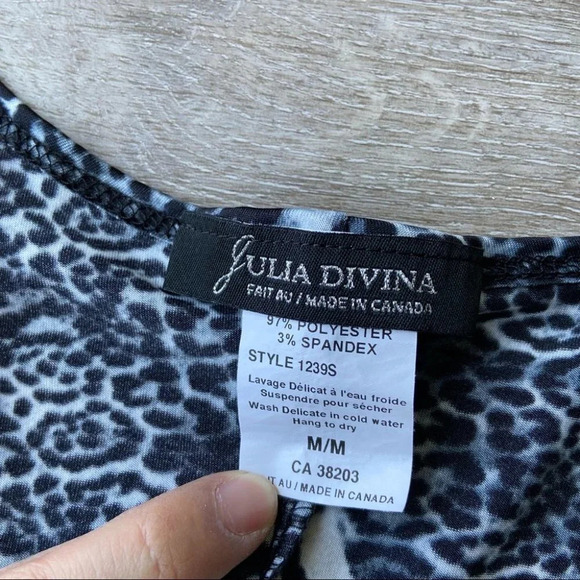 JULIA DIVINA
FAIT AU / MADE IN CANADA
97% POLYESTER
3% SPANDEX
STYLE 1239S
Lavage Délicat à l'eau froide
Suspendre pour sécher
Wash Delicate in cold water
Hang to dry
M/M
CA 38203
IT AU / MADE IN CANADA